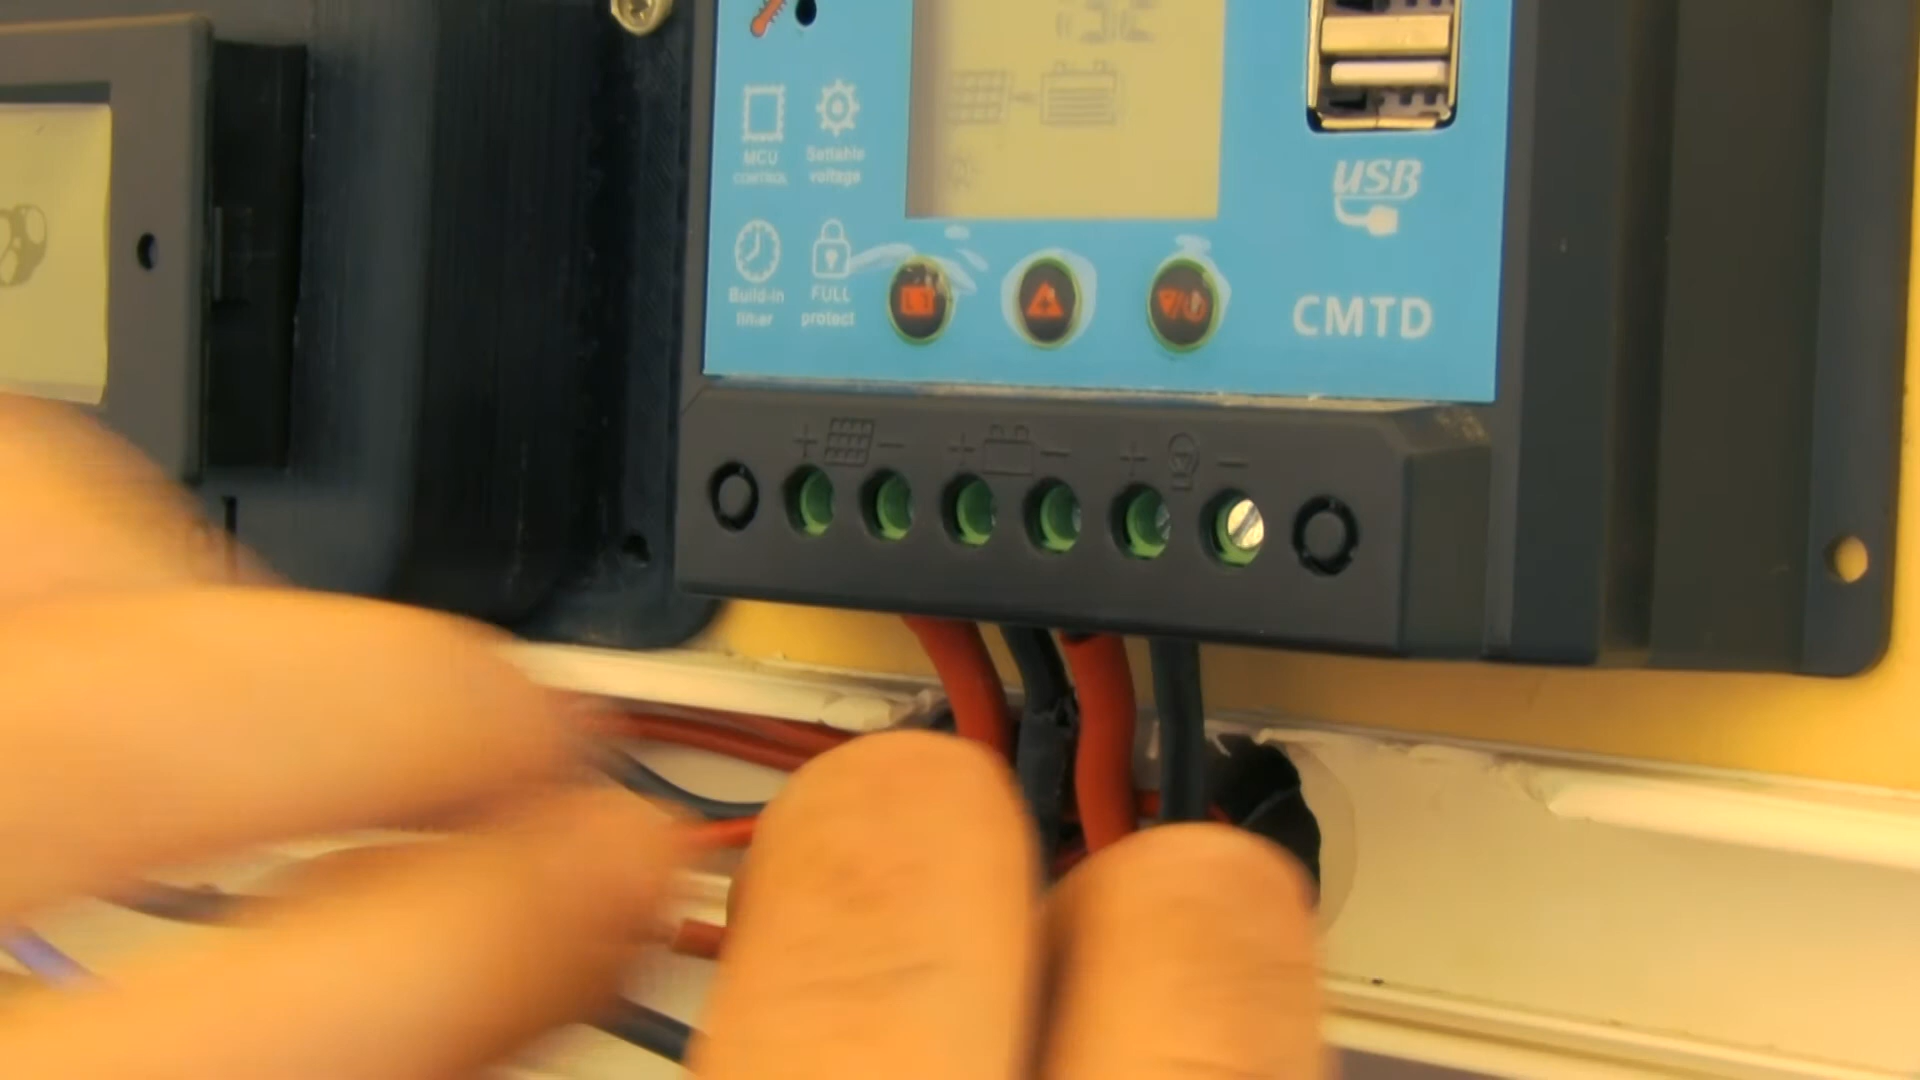 MCU
CONTROL
Settable
voltage
USB
Build-in
timer
FULL
protect
CMTD
+ -
+ -
+ -